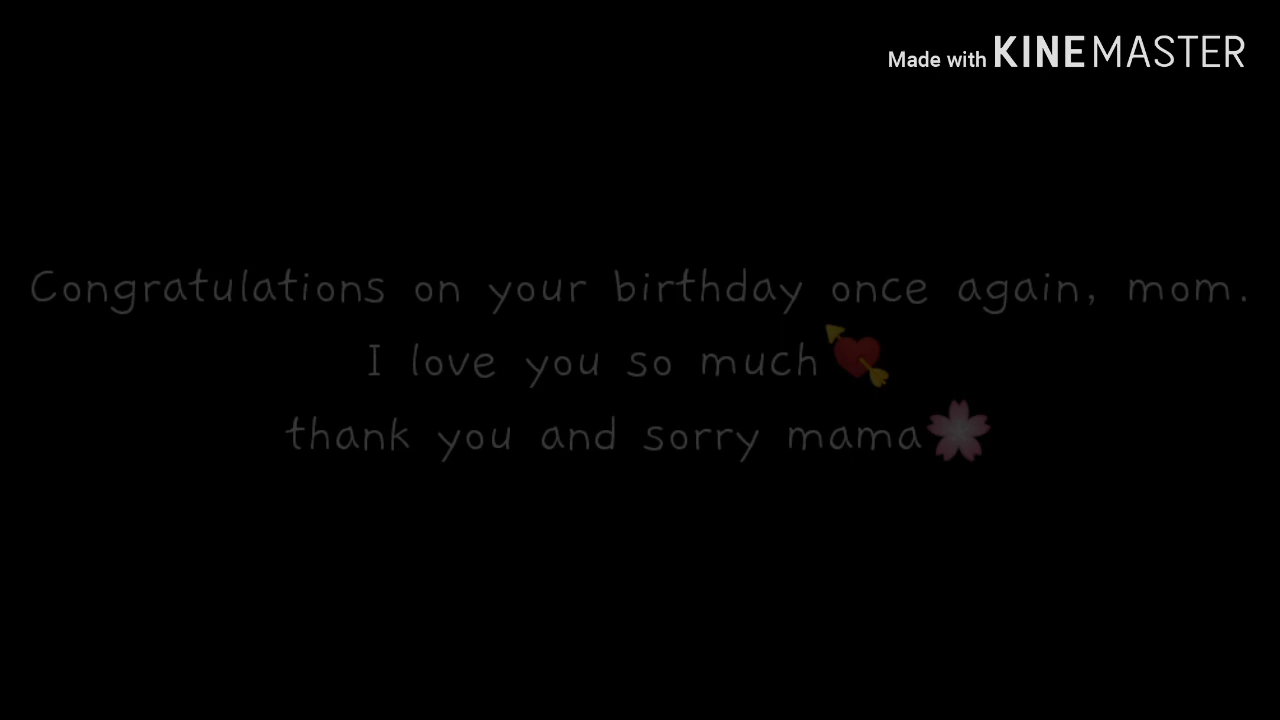 Made with KINEMASTER
Congratulations on your birthday once again, mom.
I love you so much💘
thank you and sorry mama🌸